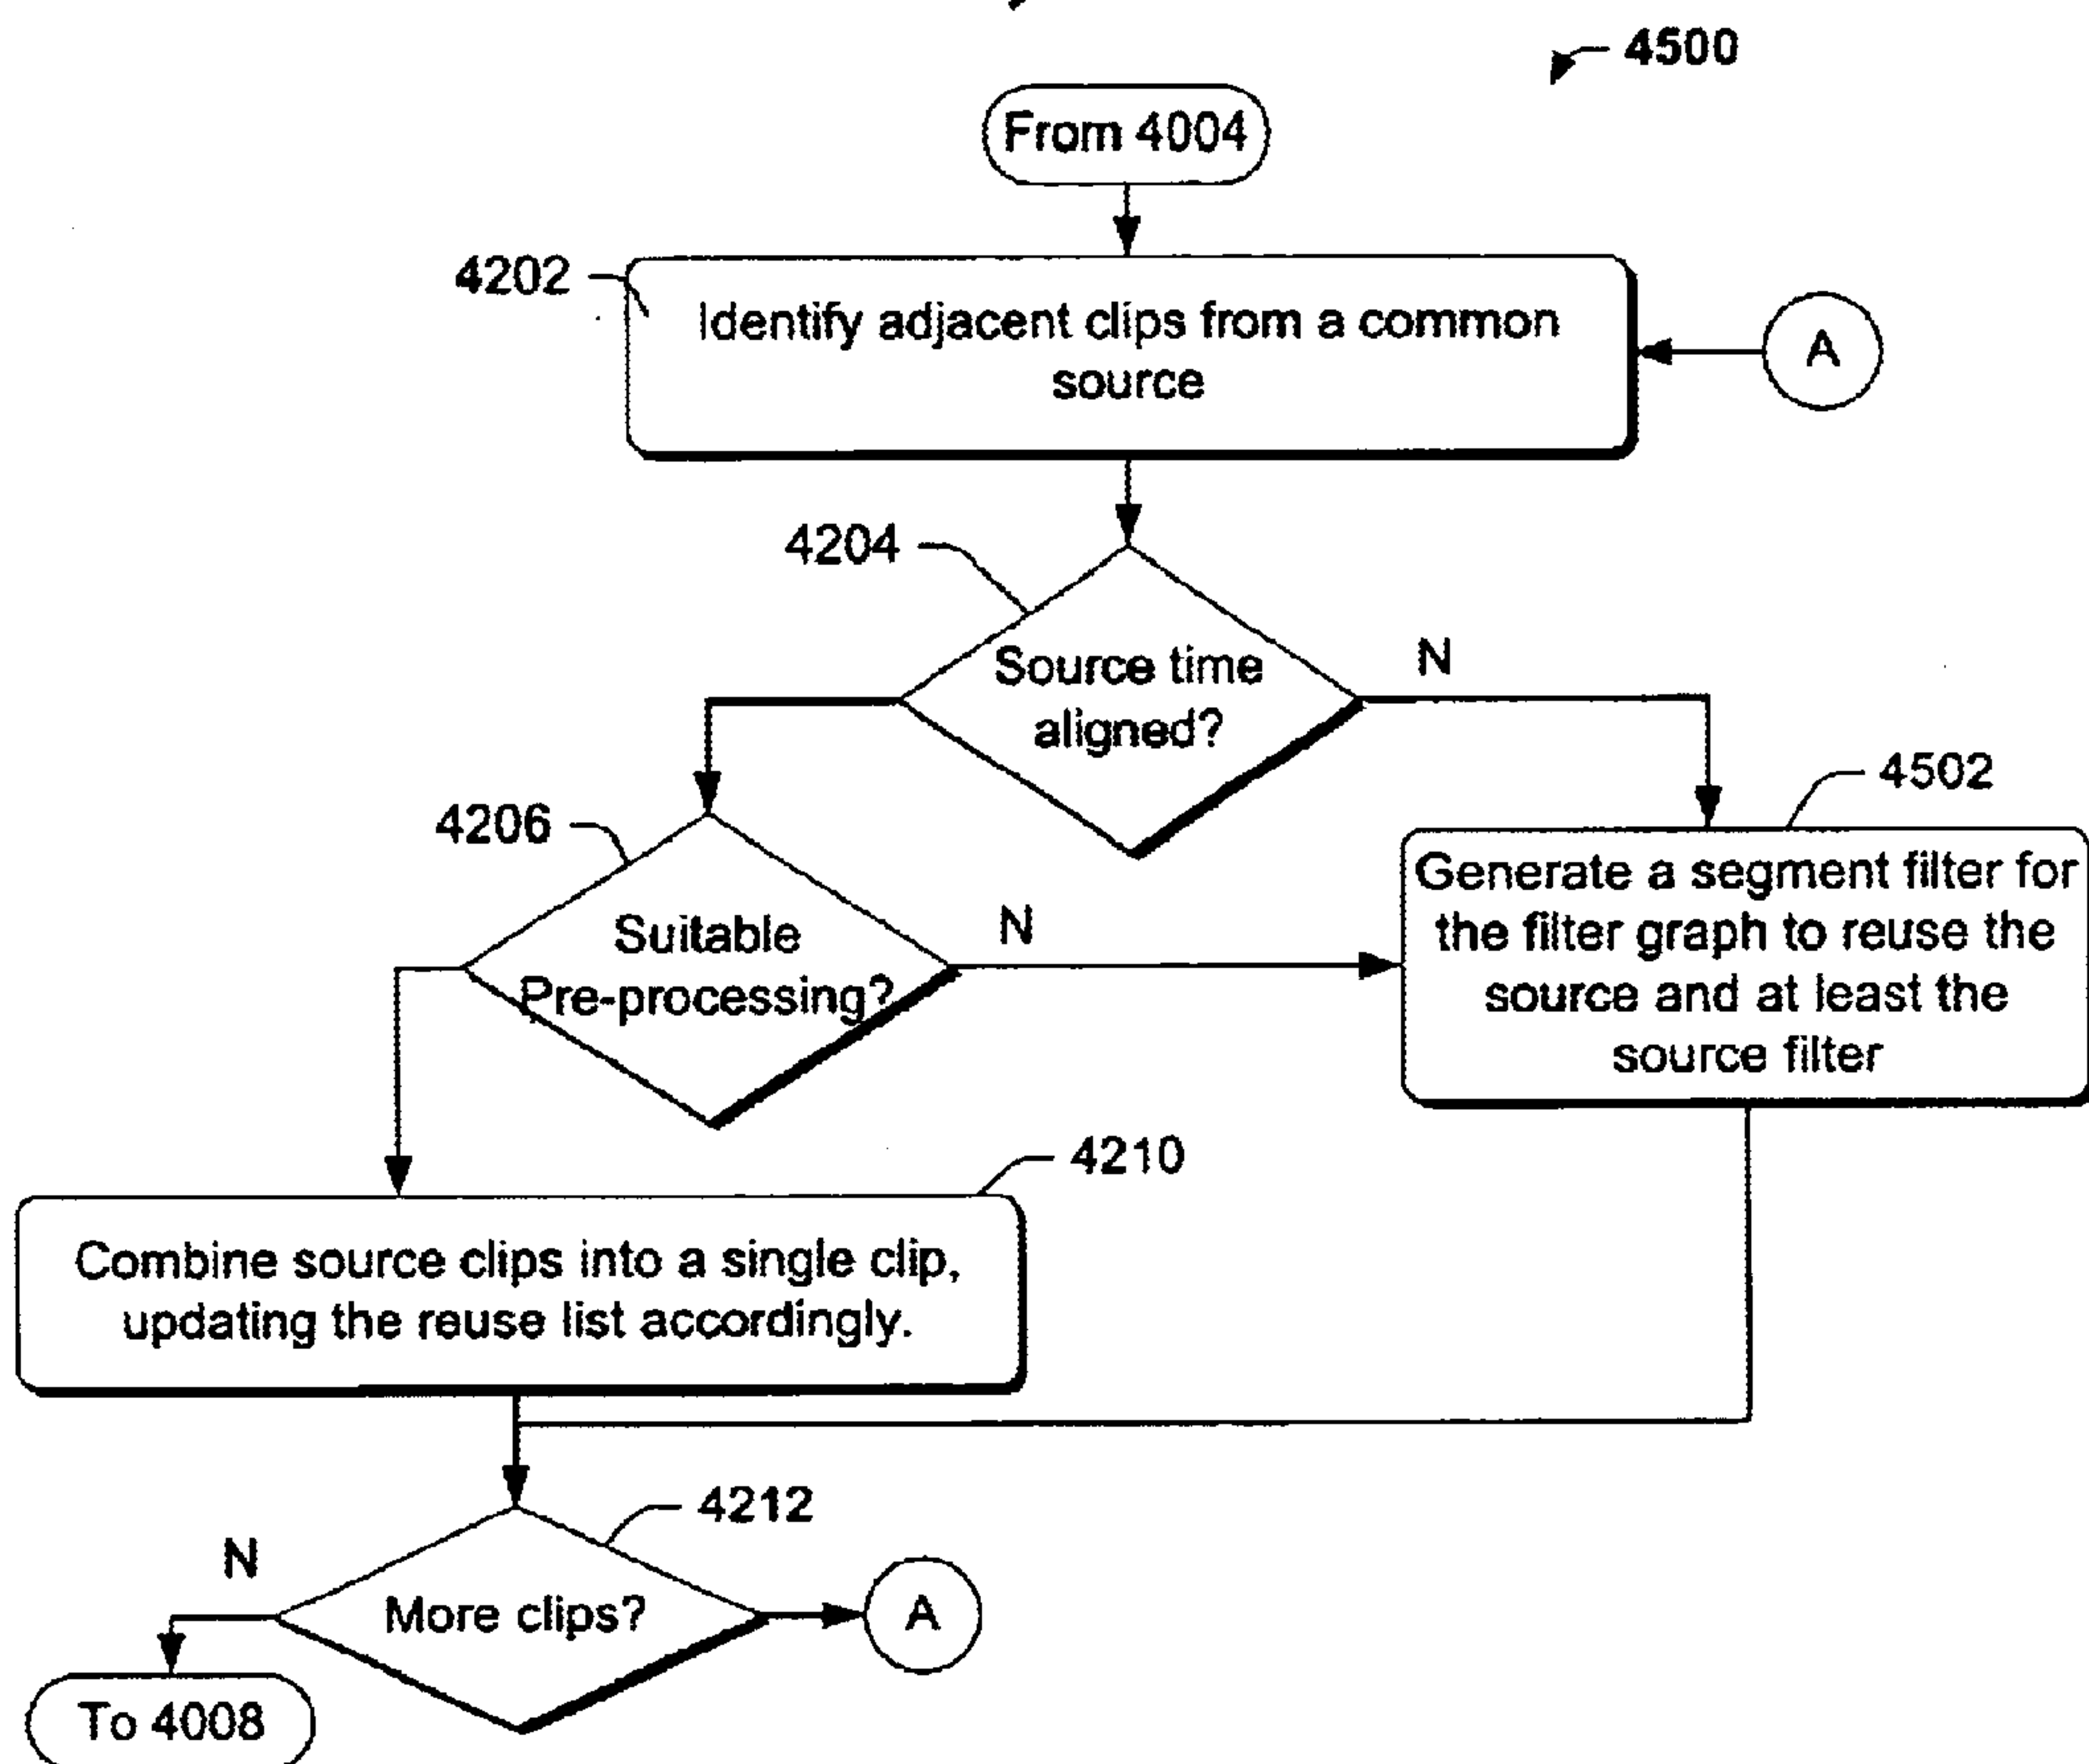 4500
From 4004
4202
Identify adjacent clips from a common
source
A
4204
Source time
aligned?
N
4502
Generate a segment filter for
the filter graph to reuse the
source and at least the
source filter
4206
Suitable
Pre-processing?
N
4210
Combine source clips into a single clip,
updating the reuse list accordingly.
4212
N
More clips?
A
To 4008